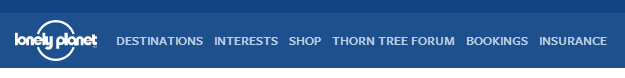 lonely planet DESTINATIONS INTERESTS SHOP THORN TREE FORUM BOOKINGS INSURANCE